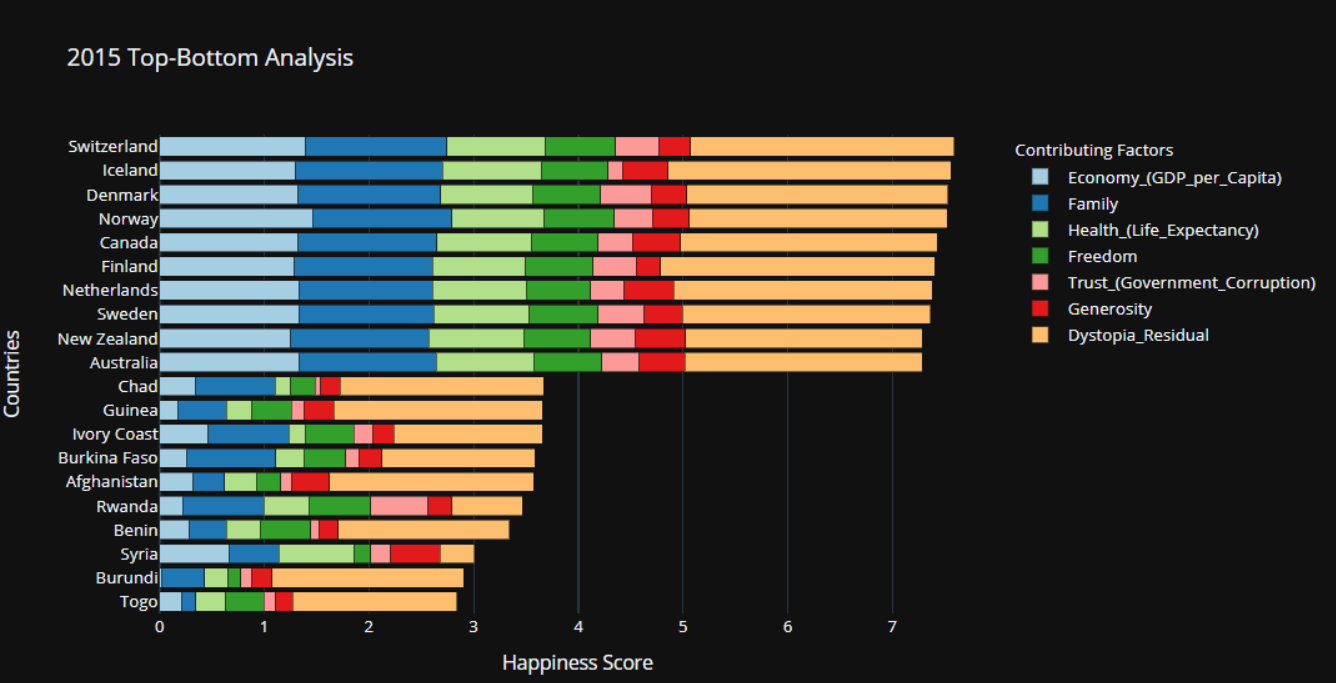 2015 Top-Bottom Analysis
Switzerland
Iceland
Denmark
Norway
Canada
Finland
Netherlands
Sweden
New Zealand
Australia
Chad
Guinea
Ivory Coast
Burkina Faso
Afghanistan
Rwanda
Benin
Syria
Burundi
Togo
Countries
0 1 2 3 4 5 6 7
Happiness Score
Contributing Factors
Economy_(GDP_per_Capita)
Family
Health_(Life_Expectancy)
Freedom
Trust_(Government_Corruption)
Generosity
Dystopia_Residual